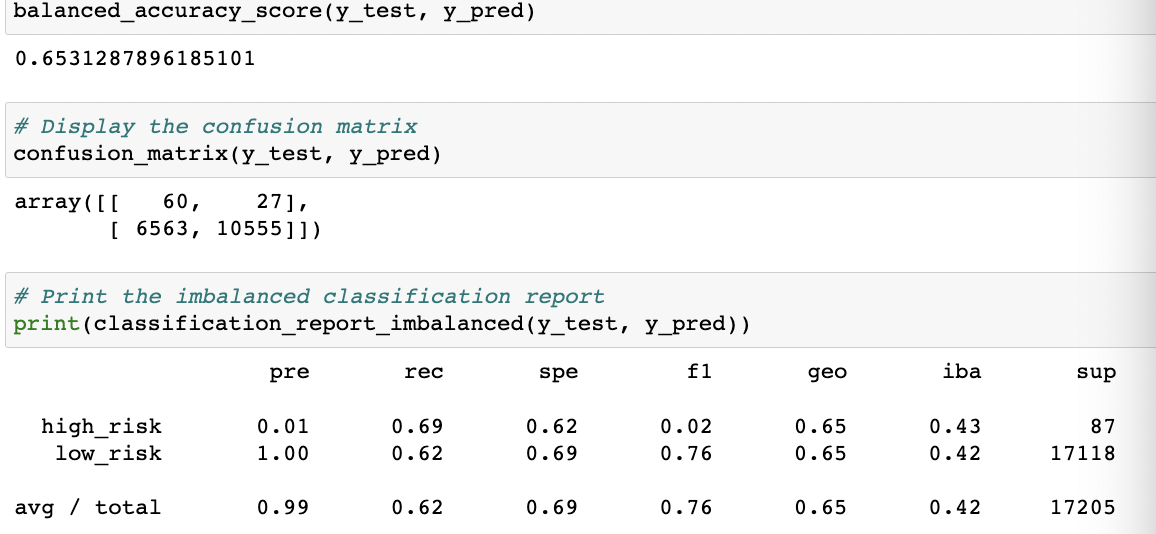 balanced_accuracy_score(y_test, y_pred)
0.6531287896185101
# Display the confusion matrix
confusion_matrix(y_test, y_pred)
array([[   60,    27],
       [ 6563, 10555]])
# Print the imbalanced classification report
print(classification_report_imbalanced(y_test, y_pred))
                   pre       rec       spe        f1       geo       iba       sup
  high_risk       0.01      0.69      0.62      0.02      0.65      0.43        87
   low_risk       1.00      0.62      0.69      0.76      0.65      0.42     17118
avg / total       0.99      0.62      0.69      0.76      0.65      0.42     17205